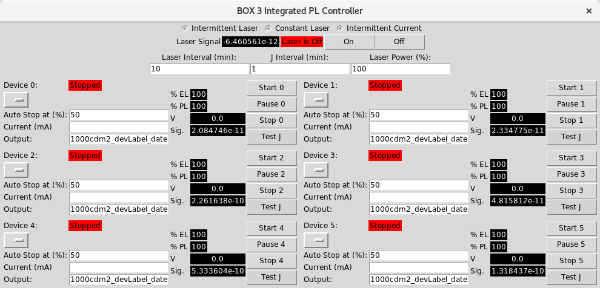 BOX 3 Integrated PL Controller ×
Intermittent Laser Constant Laser Intermittent Current
Laser Signal -6.460561e-12 Laser is Off On Off
Laser Interval (min): J Interval (min): Laser Power (%):
10 1 100
Device 0: Stopped % EL 100 Start 0
% PL 100 Pause 0
Auto Stop at (%): 50 V 0.0 Stop 0
Current (mA) Sig. 2.084746e-11
Output: 1000cdm2_devLabel_date Test J
Device 1: Stopped % EL 100 Start 1
% PL 100 Pause 1
Auto Stop at (%): 50 V 0.0 Stop 1
Current (mA) Sig. 2.334775e-11
Output: 1000cdm2_devLabel_date Test J
Device 2: Stopped % EL 100 Start 2
% PL 100 Pause 2
Auto Stop at (%): 50 V 0.0 Stop 2
Current (mA) Sig. 2.261638e-10
Output: 1000cdm2_devLabel_date Test J
Device 3: Stopped % EL 100 Start 3
% PL 100 Pause 3
Auto Stop at (%): 50 V 0.0 Stop 3
Current (mA) Sig. 4.815812e-11
Output: 1000cdm2_devLabel_date Test J
Device 4: Stopped % EL 100 Start 4
% PL 100 Pause 4
Auto Stop at (%): 50 V 0.0 Stop 4
Current (mA) Sig. 5.333604e-10
Output: 1000cdm2_devLabel_date Test J
Device 5: Stopped % EL 100 Start 5
% PL 100 Pause 5
Auto Stop at (%): 50 V 0.0 Stop 5
Current (mA) Sig. 1.318437e-10
Output: 1000cdm2_devLabel_date Test J